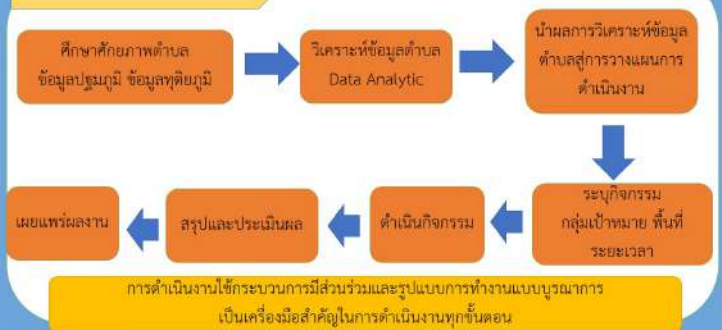 ศึกษาศักยภาพตำบล
ข้อมูลปฐมภูมิ ข้อมูลทุติยภูมิ
วิเคราะห์ข้อมูลตำบล
Data Analytic
นำผลการวิเคราะห์ข้อมูล
ตำบลสู่การวางแผนการ
ดำเนินงาน
ระบุกิจกรรม
กลุ่มเป้าหมาย พื้นที่
ระยะเวลา
ดำเนินกิจกรรม
สรุปและประเมินผล
เผยแพร่ผลงาน
การดำเนินงานใช้กระบวนการมีส่วนร่วมและรูปแบบการทำงานแบบบูรณาการ
เป็นเครื่องมือสำคัญในการดำเนินงานทุกขั้นตอน